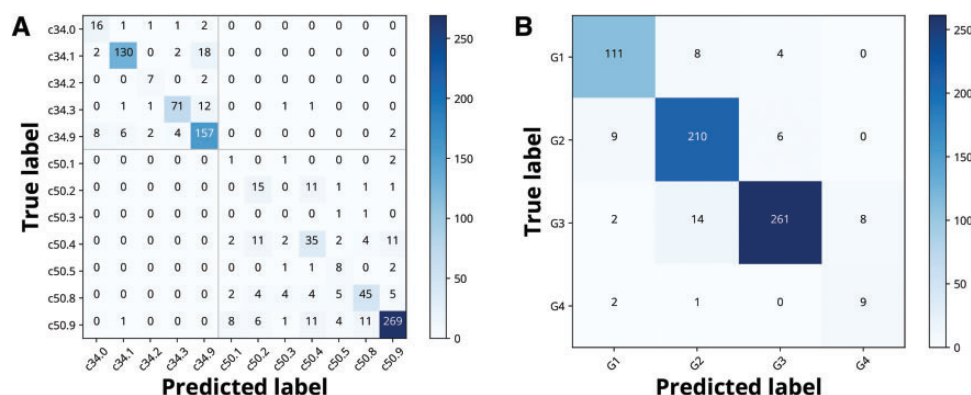 A
True label
c34.0 16 1 1 1 2 0 0 0 0 0 0 0
c34.1 2 130 0 2 18 0 0 0 0 0 0 0
c34.2 0 0 7 0 2 0 0 0 0 0 0 0
c34.3 0 1 1 71 12 0 0 1 1 0 0 0
c34.9 8 6 2 4 157 0 0 0 0 0 0 2
c50.1 0 0 0 0 0 1 0 1 0 0 0 2
c50.2 0 0 0 0 0 0 15 0 11 1 1 1
c50.3 0 0 0 0 0 0 0 0 0 1 1 0
c50.4 0 0 0 0 0 2 11 2 35 2 4 11
c50.5 0 0 0 0 0 0 0 1 1 8 0 2
c50.8 0 0 0 0 0 2 4 4 4 5 45 5
c50.9 0 1 0 0 0 8 6 1 11 4 11 269
c34.0 c34.1 c34.2 c34.3 c34.9 c50.1 c50.2 c50.3 c50.4 c50.5 c50.8 c50.9
Predicted label
250
200
150
100
50
0
B
True label
G1 111 8 4 0
G2 9 210 6 0
G3 2 14 261 8
G4 2 1 0 9
G1 G2 G3 G4
Predicted label
250
200
150
100
50
0